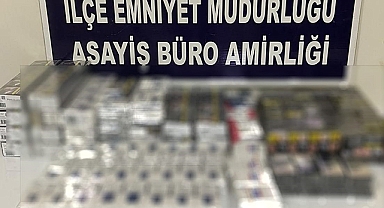 İLÇE EMNİYET MÜDÜRLÜĞÜ
ASAYİŞ BÜRO AMİRLİĞİ